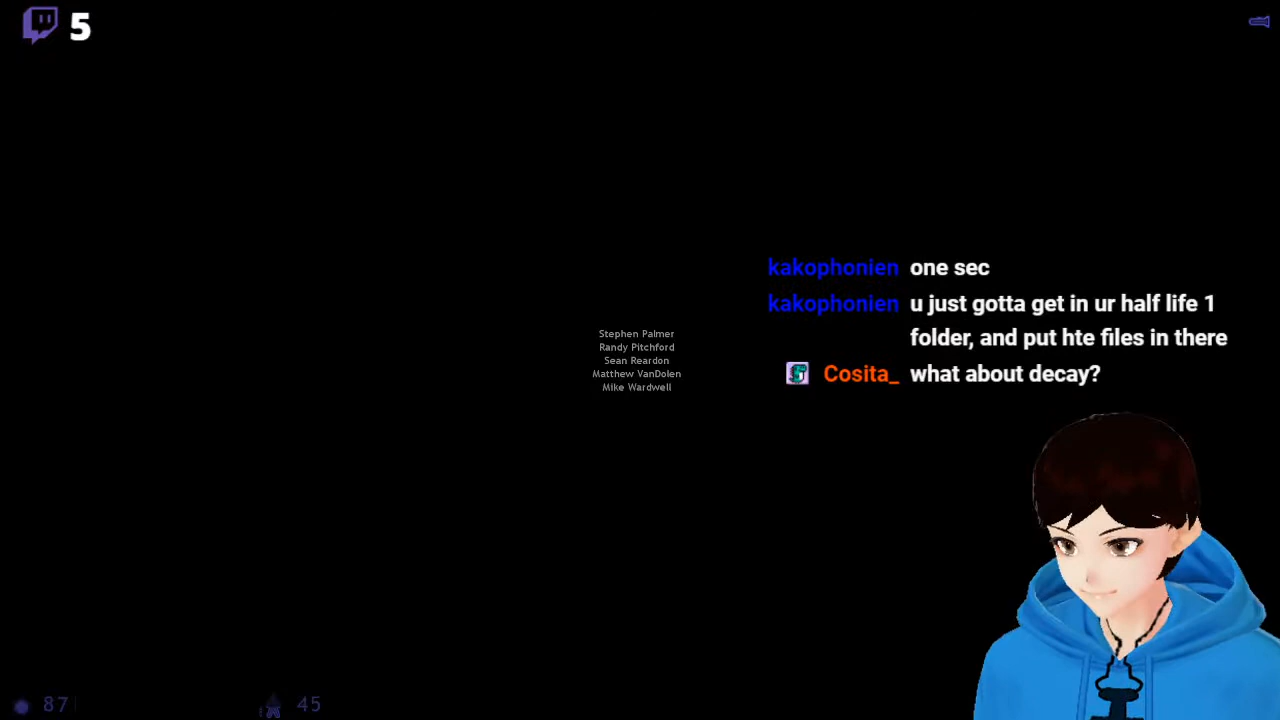 5
kakophonien one sec
kakophonien u just gotta get in ur half life 1
folder, and put hte files in there
Cosita_ what about decay?
Stephen Palmer
Randy Pitchford
Sean Reardon
Matthew VanDolen
Mike Wardwell
87
45